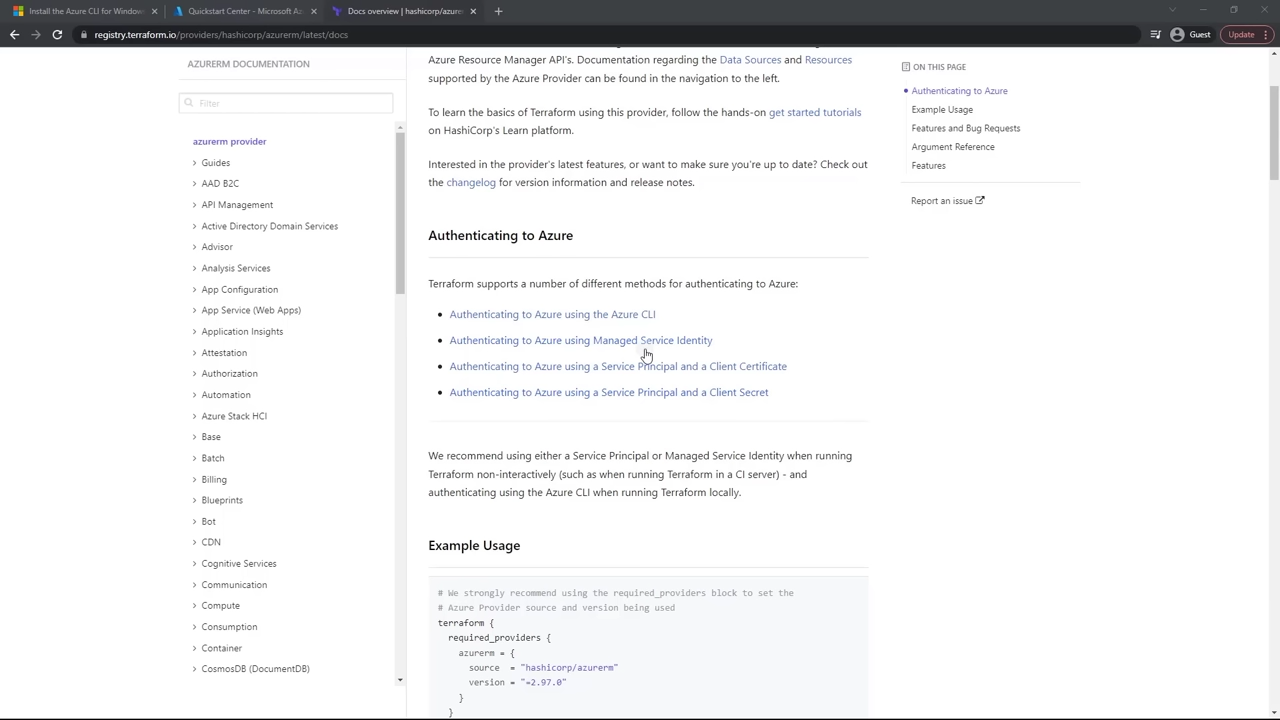 Install the Azure CLI for Window
Quickstart Center - Microsoft Az
Docs overview | hashicorp/azure
registry.terraform.io/providers/hashicorp/azurerm/latest/docs
Guest
Update
AZURERM DOCUMENTATION
Filter
azurerm provider
Guides
AAD B2C
API Management
Active Directory Domain Services
Advisor
Analysis Services
App Configuration
App Service (Web Apps)
Application Insights
Attestation
Authorization
Automation
Azure Stack HCI
Base
Batch
Billing
Blueprints
Bot
CDN
Cognitive Services
Communication
Compute
Consumption
Container
CosmosDB (DocumentDB)
Azure Resource Manager API's. Documentation regarding the Data Sources and Resources
supported by the Azure Provider can be found in the navigation to the left.
To learn the basics of Terraform using this provider, follow the hands-on get started tutorials
on HashiCorp's Learn platform.
Interested in the provider's latest features, or want to make sure you're up to date? Check out
the changelog for version information and release notes.
Authenticating to Azure
Terraform supports a number of different methods for authenticating to Azure:
Authenticating to Azure using the Azure CLI
Authenticating to Azure using Managed Service Identity
Authenticating to Azure using a Service Principal and a Client Certificate
Authenticating to Azure using a Service Principal and a Client Secret
We recommend using either a Service Principal or Managed Service Identity when running
Terraform non-interactively (such as when running Terraform in a CI server) - and
authenticating using the Azure CLI when running Terraform locally.
Example Usage
# We strongly recommend using the required_providers block to set the
# Azure Provider source and version being used
terraform {
required_providers {
azurerm = {
source = "hashicorp/azurerm"
version = "=2.97.0"
}
}
ON THIS PAGE
Authenticating to Azure
Example Usage
Features and Bug Requests
Argument Reference
Features
Report an issue